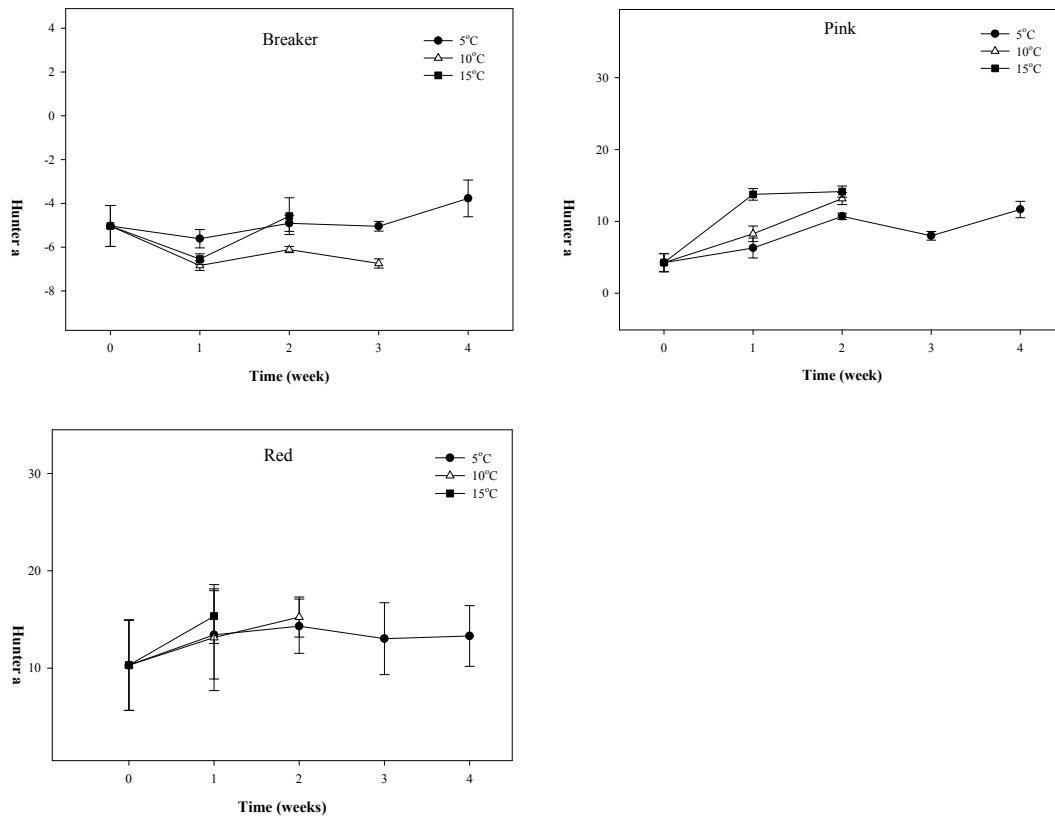 Breaker
5°C
10°C
15°C
4
2
0
-2
-4
-6
-8
Hunter a
0 1 2 3 4
Time (week)
Pink
5°C
10°C
15°C
30
20
10
0
Hunter a
0 1 2 3 4
Time (week)
Red
5°C
10°C
15°C
30
20
10
Hunter a
0 1 2 3 4
Time (weeks)